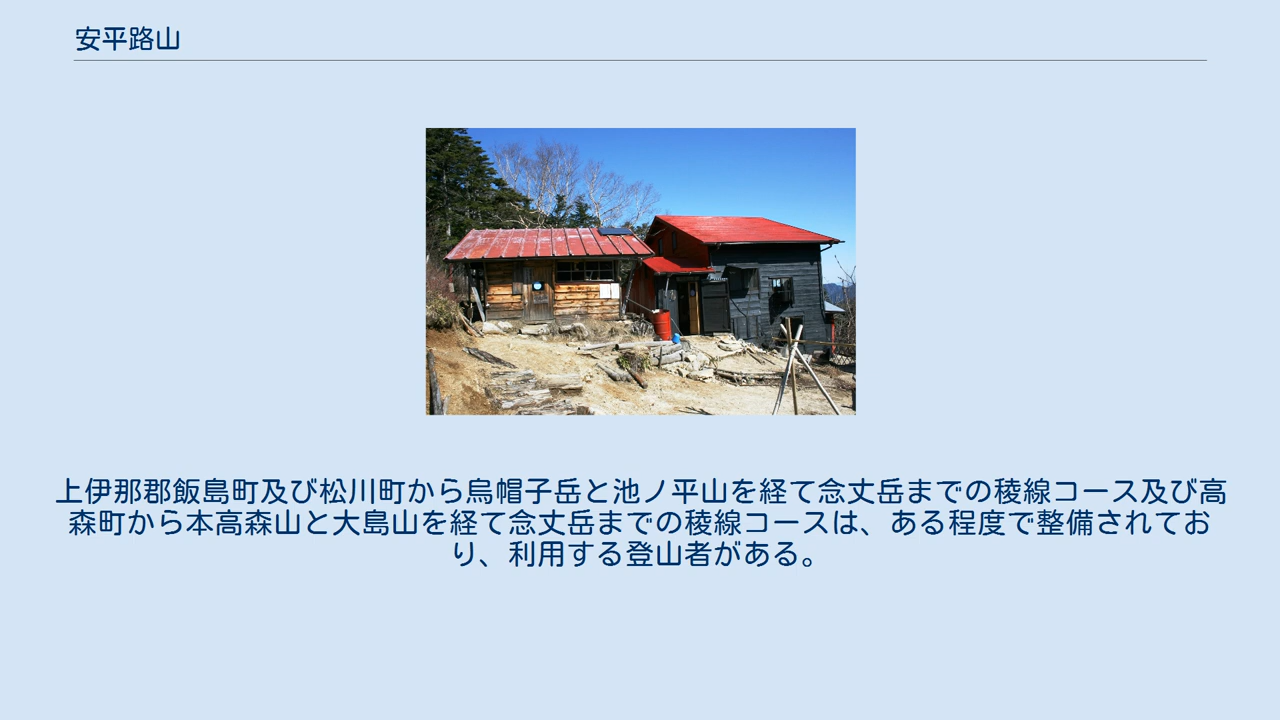 安平路山
上伊那郡飯島町及び松川町から烏帽子岳と池ノ平山を経て念丈岳までの稜線コース及び高
森町から本高森山と大島山を経て念丈岳までの稜線コースは、ある程度で整備されてお
り、利用する登山者がある。